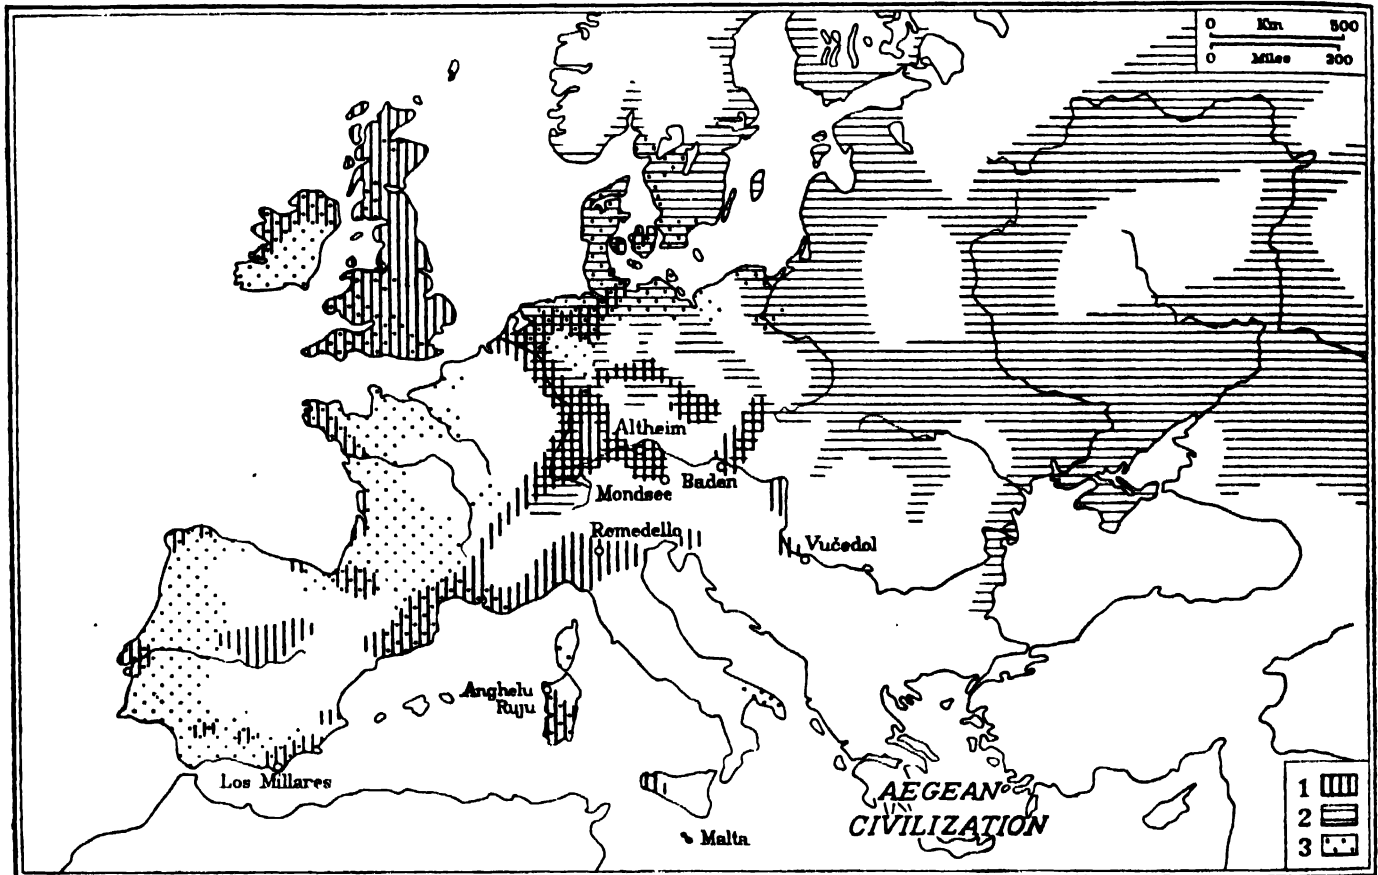 0 Km 500
0 Miles 200
Altheim
Mondsee
Baden
Remedello
Vučedol
Anghelu
Ruju
Los Millares
AEGEAN
CIVILIZATION
Malta
1
2
3